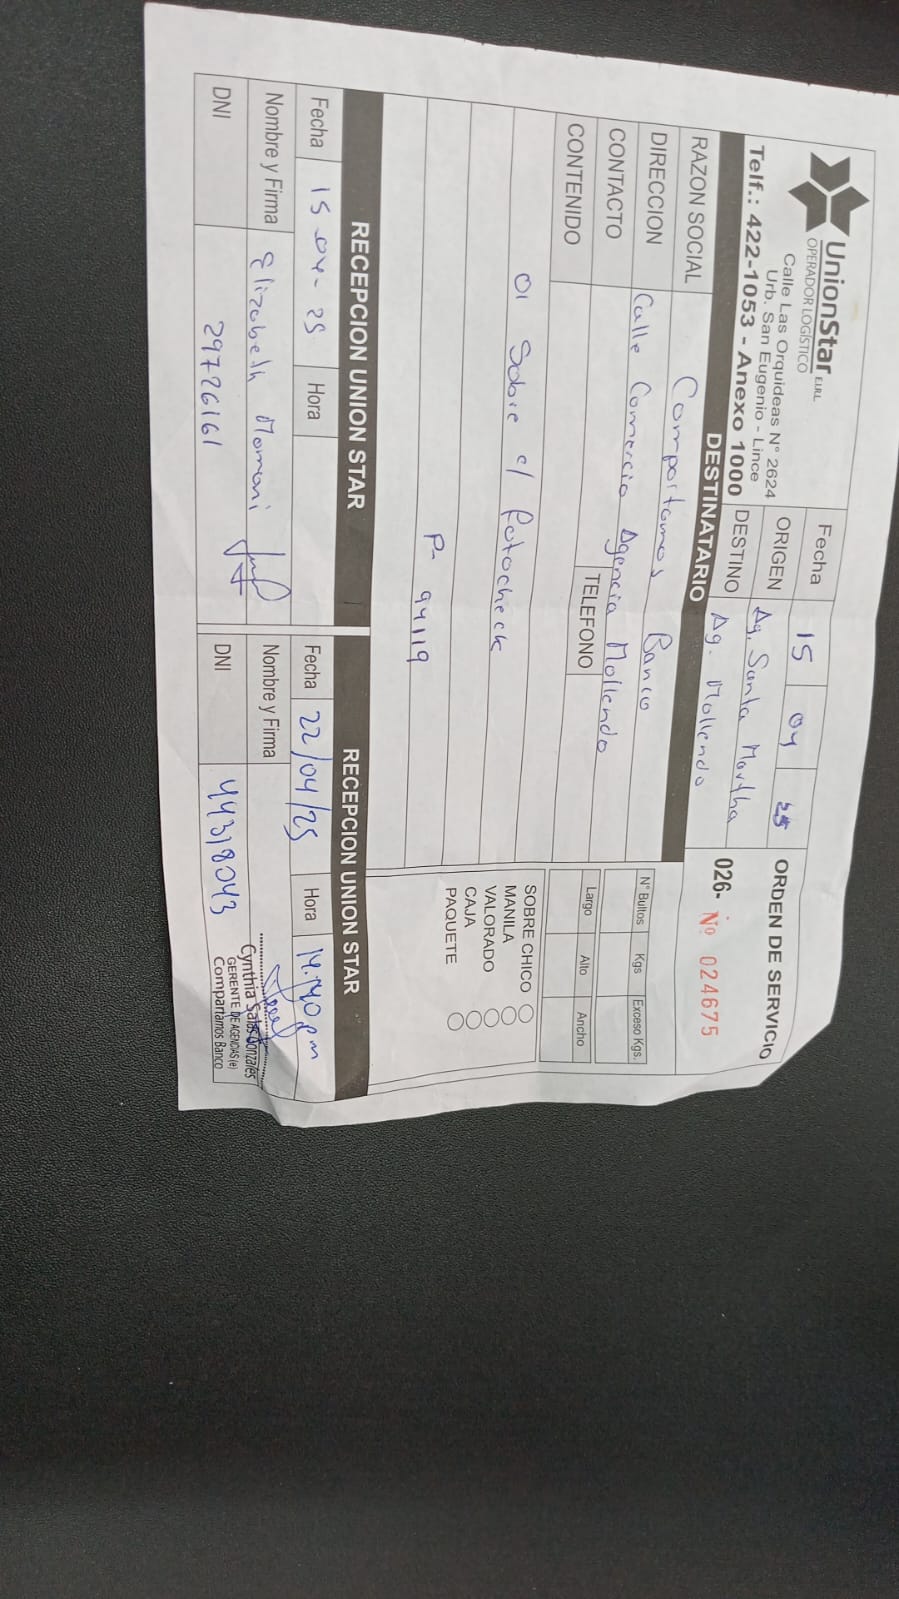 UnionStar E.I.R.L.
OPERADOR LOGÍSTICO
Calle Las Orquideas N° 2624
Urb. San Eugenio - Lince
Telf.: 422-1053 - Anexo 1000
Fecha 15 04 25
ORIGEN Ag. Santa Martha
DESTINO Ag. Mollendo
ORDEN DE SERVICIO
026- Nº 024675
DESTINATARIO
RAZON SOCIAL Compartamos Banco
DIRECCION Calle Comercio Agencia Mollendo
CONTACTO
TELEFONO
CONTENIDO
N° Bultos Kgs Exceso Kgs.
Largo Alto Ancho
01 Sobre c/ fotocheck
P- 94119
SOBRE CHICO
MANILA
VALORADO
CAJA
PAQUETE
RECEPCION UNION STAR
Fecha 15-04-25 Hora
Nombre y Firma Elizabeth Mamani
DNI 29726161
RECEPCION UNION STAR
Fecha 22/04/25 Hora 14:40pm
Nombre y Firma
DNI 44318043
Cynthia Salas Gonzales
GERENTE DE AGENCIAS (e)
Compartamos Banco